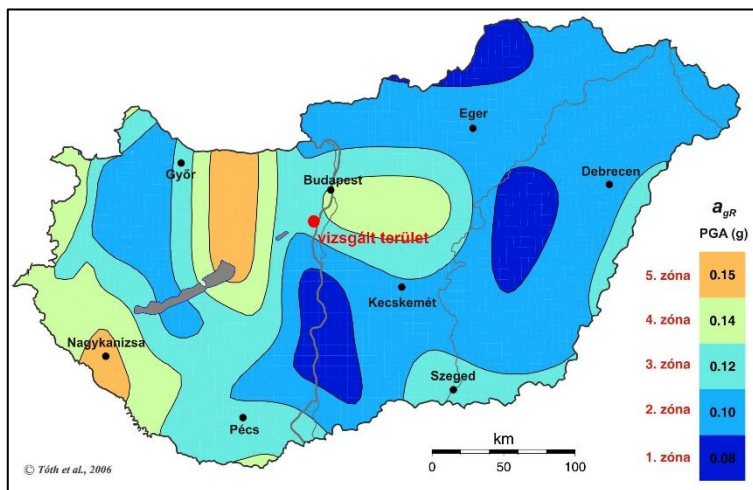 Eger
Győr
Budapest
Debrecen
vizsgált terület
Kecskemét
Nagykanizsa
Szeged
Pécs
km
0 50 100
© Tóth et al., 2006
agR
PGA (g)
5. zóna 0.15
4. zóna 0.14
3. zóna 0.12
2. zóna 0.10
1. zóna 0.08